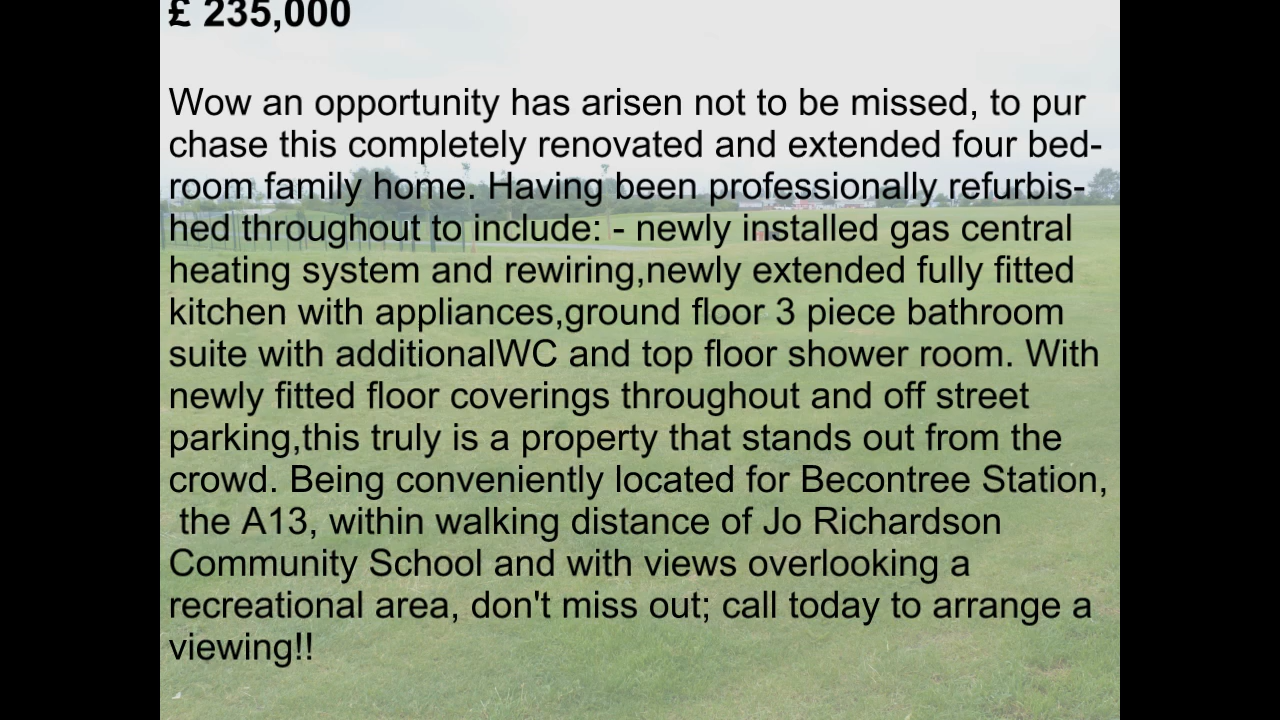 £ 235,000
Wow an opportunity has arisen not to be missed, to pur
chase this completely renovated and extended four bed-
room family home. Having been professionally refurbis-
hed throughout to include: - newly installed gas central
heating system and rewiring,newly extended fully fitted
kitchen with appliances,ground floor 3 piece bathroom
suite with additionalWC and top floor shower room. With
newly fitted floor coverings throughout and off street
parking,this truly is a property that stands out from the
crowd. Being conveniently located for Becontree Station,
the A13, within walking distance of Jo Richardson
Community School and with views overlooking a
recreational area, don't miss out; call today to arrange a
viewing!!